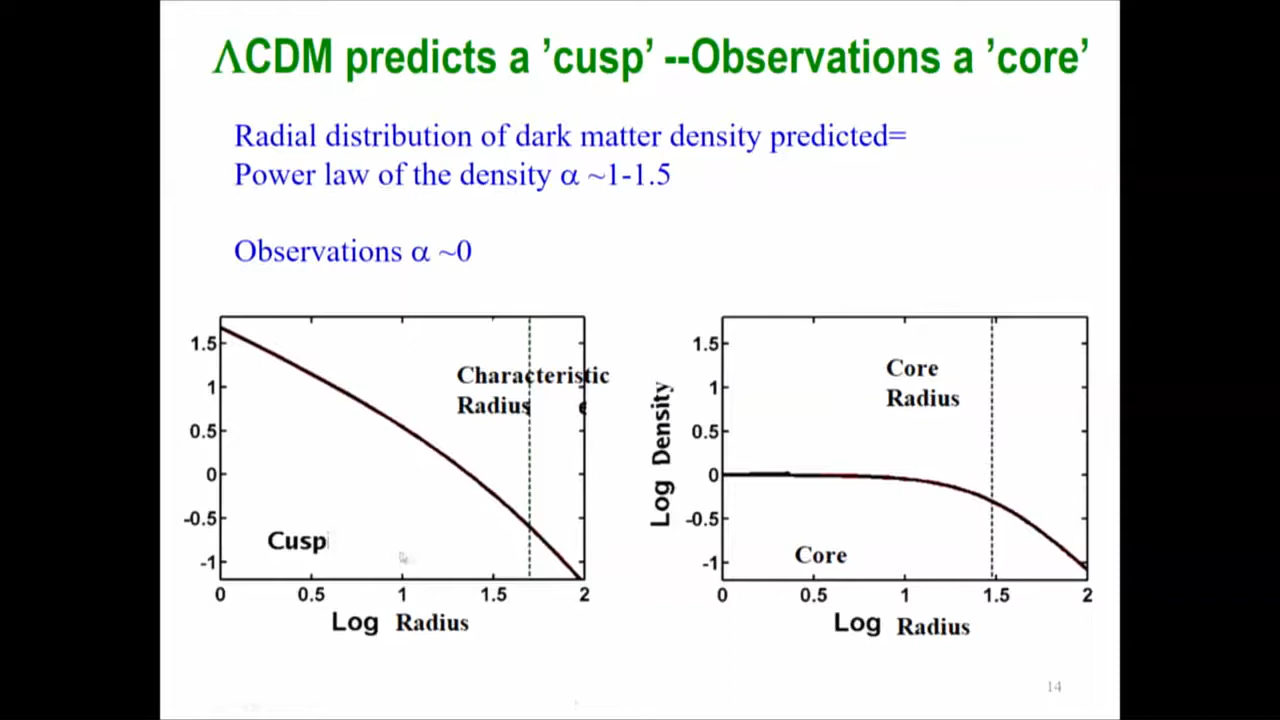 ΛCDM predicts a ’cusp’ --Observations a ’core’
Radial distribution of dark matter density predicted=
Power law of the density α ~1-1.5
Observations α ~0
1.5
1
0.5
0
-0.5
-1
Characteristic
Radius
Cusp
0 0.5 1 1.5 2
Log Radius
Log Density
1.5
1
0.5
0
-0.5
-1
Core
Radius
Core
0 0.5 1 1.5 2
Log Radius
14